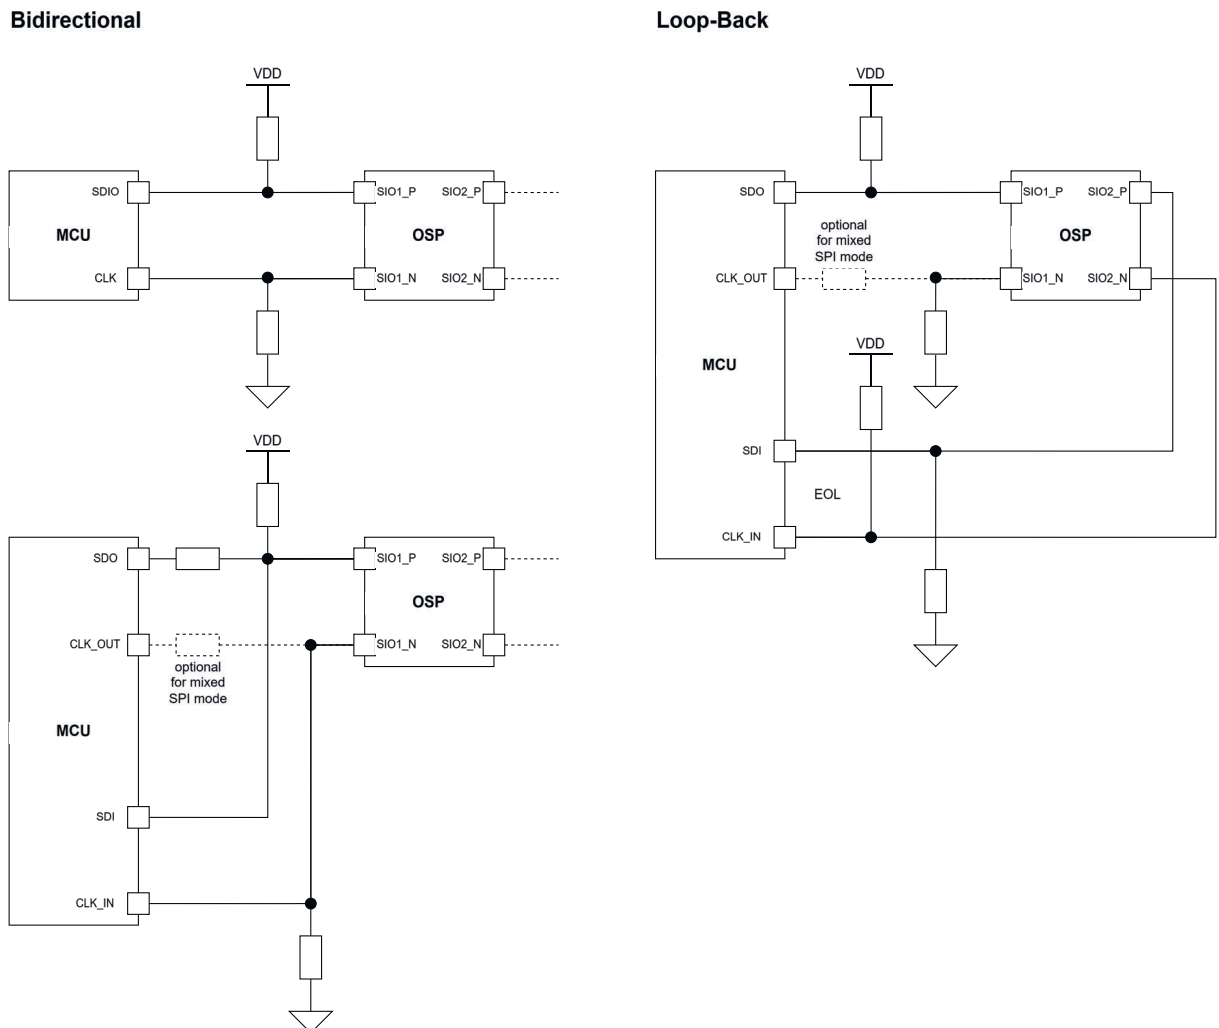 Bidirectional
VDD
SDIO
SIO1_P
SIO2_P
MCU
OSP
CLK
SIO1_N
SIO2_N
VDD
SDO
SIO1_P
SIO2_P
OSP
CLK_OUT
SIO1_N
SIO2_N
optional
for mixed
SPI mode
MCU
SDI
CLK_IN
Loop-Back
VDD
SDO
SIO1_P
SIO2_P
optional
for mixed
SPI mode
OSP
CLK_OUT
SIO1_N
SIO2_N
VDD
MCU
SDI
EOL
CLK_IN